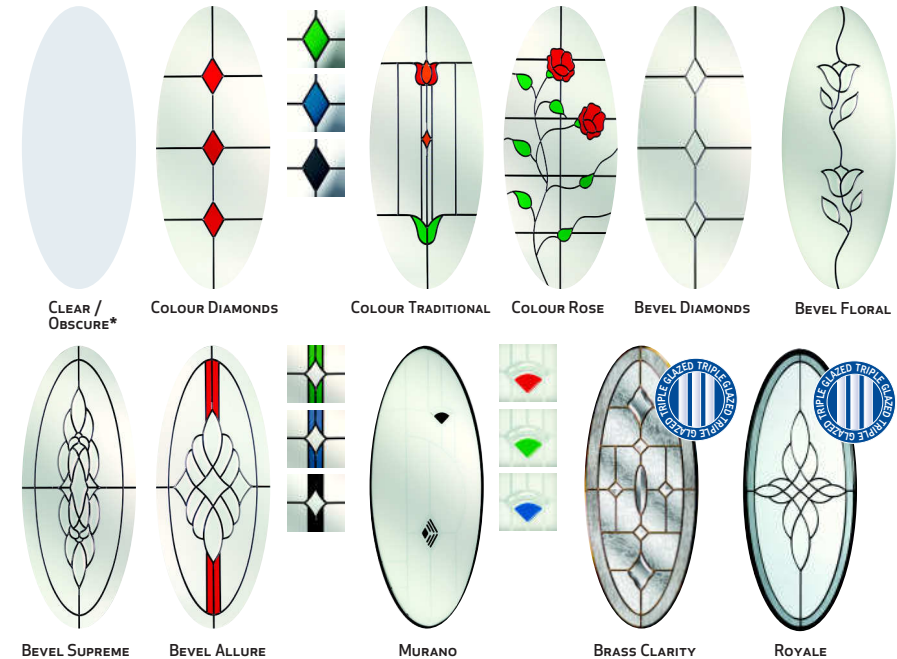 Clear /
Obscure*
Colour Diamonds
Colour Traditional
Colour Rose
Bevel Diamonds
Bevel Floral
TRIPLE GLAZED TRIPLE GLAZED
TRIPLE GLAZED TRIPLE GLAZED
Bevel Supreme
Bevel Allure
Murano
Brass Clarity
Royale